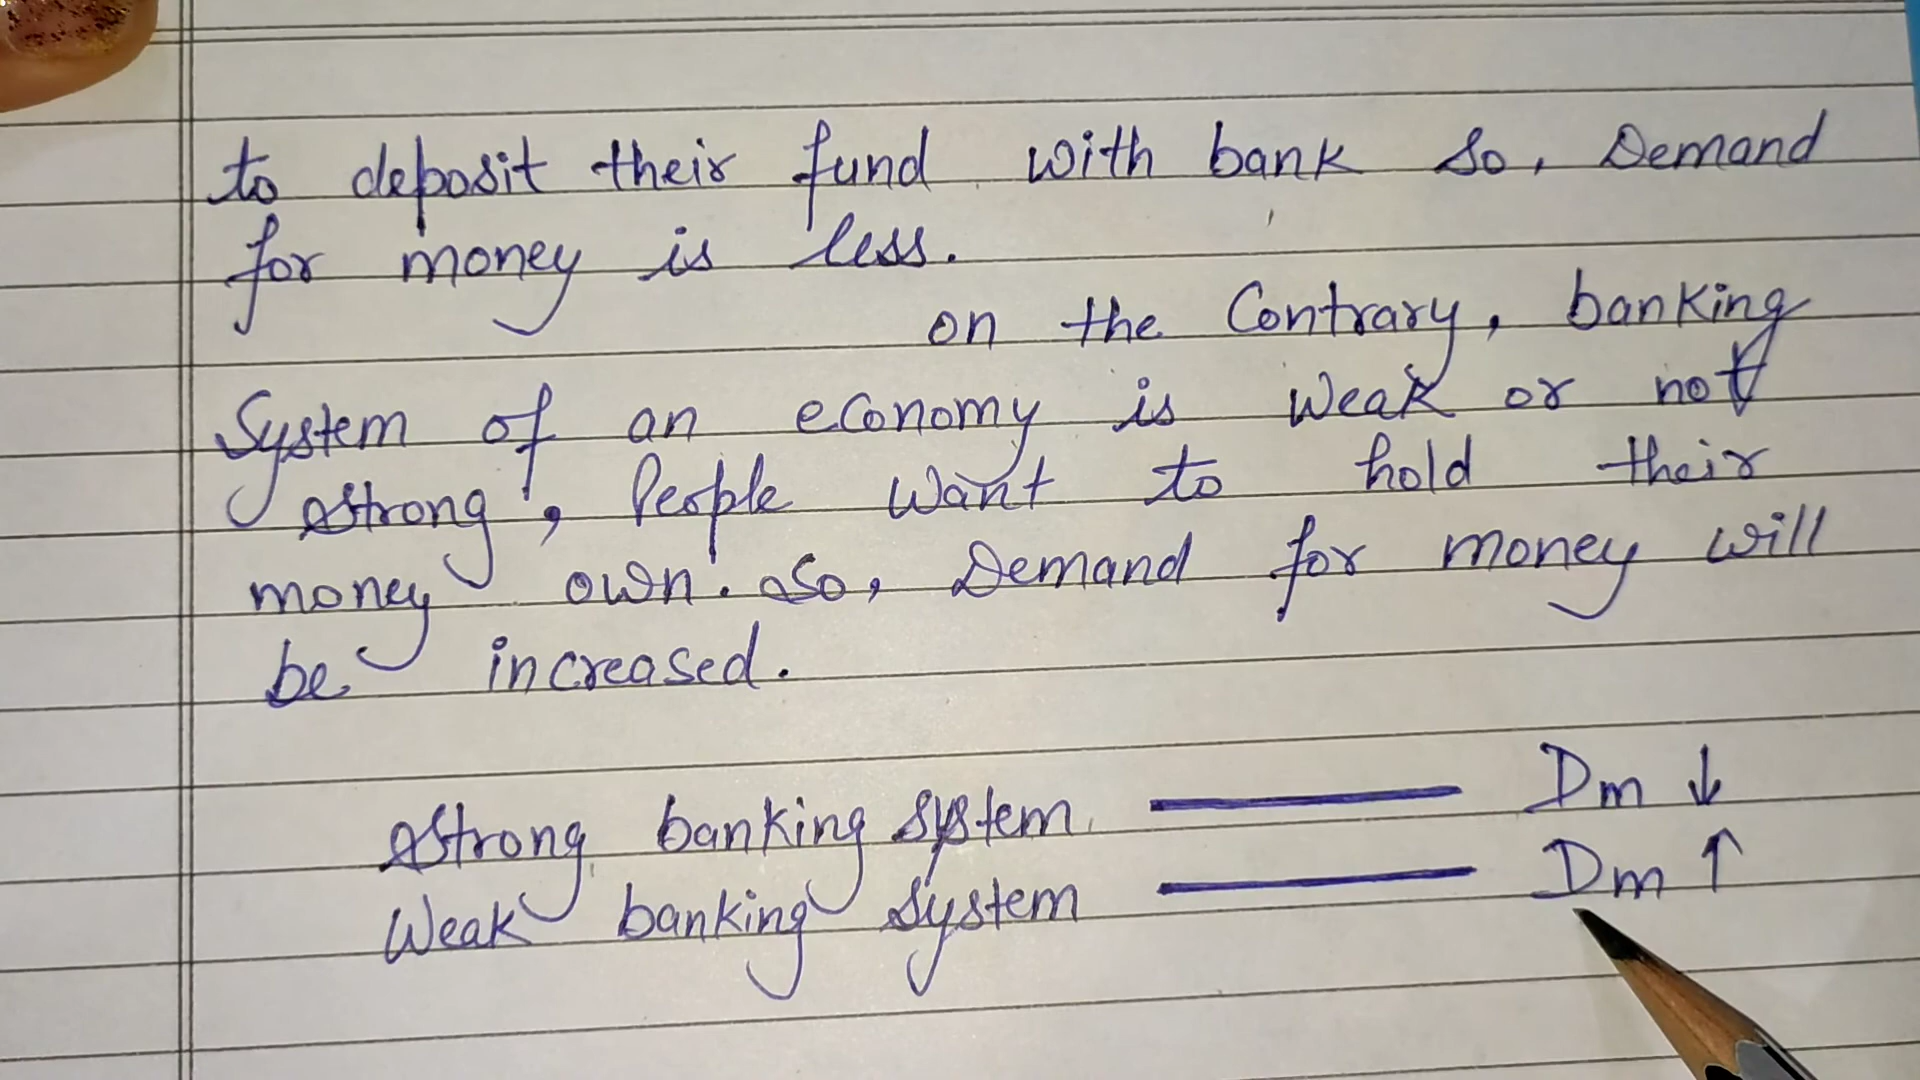 to deposit their fund with bank so, Demand
for money is less.
on the Contrary, banking
System of an economy is weak or not
strong, People want to hold their
money own. So, Demand for money will
be increased.
Strong banking system — Dm ↓
Weak banking system — Dm ↑